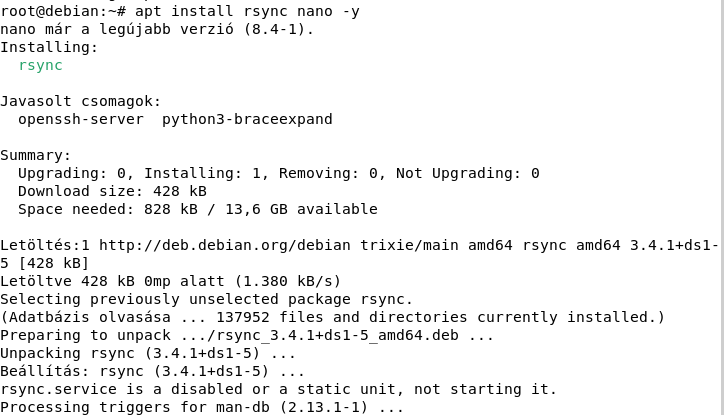 root@debian:~# apt install rsync nano -y
nano már a legújabb verzió (8.4-1).
Installing:
  rsync

Javasolt csomagok:
  openssh-server  python3-braceexpand

Summary:
  Upgrading: 0, Installing: 1, Removing: 0, Not Upgrading: 0
  Download size: 428 kB
  Space needed: 828 kB / 13,6 GB available

Letöltés:1 http://deb.debian.org/debian trixie/main amd64 rsync amd64 3.4.1+ds1-
5 [428 kB]
Letöltve 428 kB 0mp alatt (1.380 kB/s)
Selecting previously unselected package rsync.
(Adatbázis olvasása ... 137952 files and directories currently installed.)
Preparing to unpack .../rsync_3.4.1+ds1-5_amd64.deb ...
Unpacking rsync (3.4.1+ds1-5) ...
Beállítás: rsync (3.4.1+ds1-5) ...
rsync.service is a disabled or a static unit, not starting it.
Processing triggers for man-db (2.13.1-1) ...